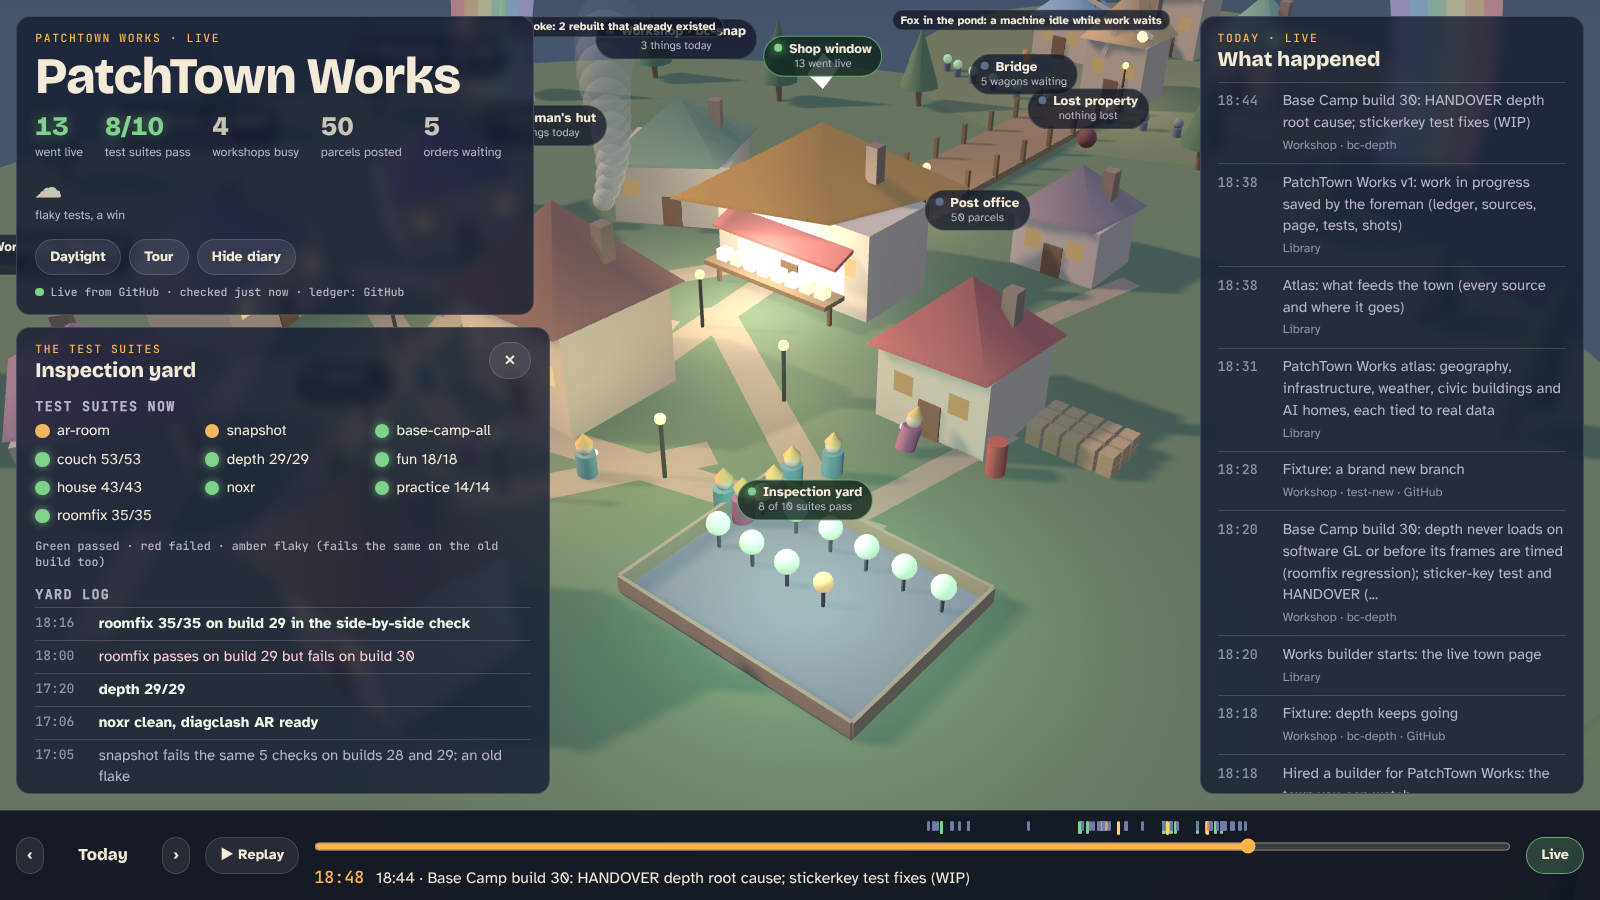 PATCHTOWN WORKS · LIVE
PatchTown Works
13
went live
8/10
test suites pass
4
workshops busy
50
parcels posted
5
orders waiting
flaky tests, a win
Daylight
Tour
Hide diary
Live from GitHub · checked just now · ledger: GitHub
THE TEST SUITES
Inspection yard
×
TEST SUITES NOW
ar-room
snapshot
base-camp-all
couch 53/53
depth 29/29
fun 18/18
house 43/43
noxr
practice 14/14
roomfix 35/35
Green passed · red failed · amber flaky (fails the same on the old
build too)
YARD LOG
18:16 roomfix 35/35 on build 29 in the side-by-side check
18:00 roomfix passes on build 29 but fails on build 30
17:20 depth 29/29
17:06 noxr clean, diagclash AR ready
17:05 snapshot fails the same 5 checks on builds 28 and 29: an old
flake
oke: 2 rebuilt that already existed
3 things today
Shop window
13 went live
Fox in the pond: a machine idle while work waits
Bridge
5 wagons waiting
Lost property
nothing lost
man's hut
ngs today
Post office
50 parcels
Inspection yard
8 of 10 suites pass
TODAY · LIVE
What happened
18:44 Base Camp build 30: HANDOVER depth
root cause; stickerkey test fixes (WIP)
Workshop · bc-depth
18:38 PatchTown Works v1: work in progress
saved by the foreman (ledger, sources,
page, tests, shots)
Library
18:38 Atlas: what feeds the town (every source
and where it goes)
Library
18:31 PatchTown Works atlas: geography,
infrastructure, weather, civic buildings and
AI homes, each tied to real data
Library
18:28 Fixture: a brand new branch
Workshop · test-new · GitHub
18:20 Base Camp build 30: depth never loads on
software GL or before its frames are timed
(roomfix regression); sticker-key test and
HANDOVER (…
Workshop · bc-depth
18:20 Works builder starts: the live town page
Library
18:18 Fixture: depth keeps going
Workshop · bc-depth · GitHub
18:18 Hired a builder for PatchTown Works: the
‹
Today
›
▶ Replay
18:48 18:44 · Base Camp build 30: HANDOVER depth root cause; stickerkey test fixes (WIP)
Live